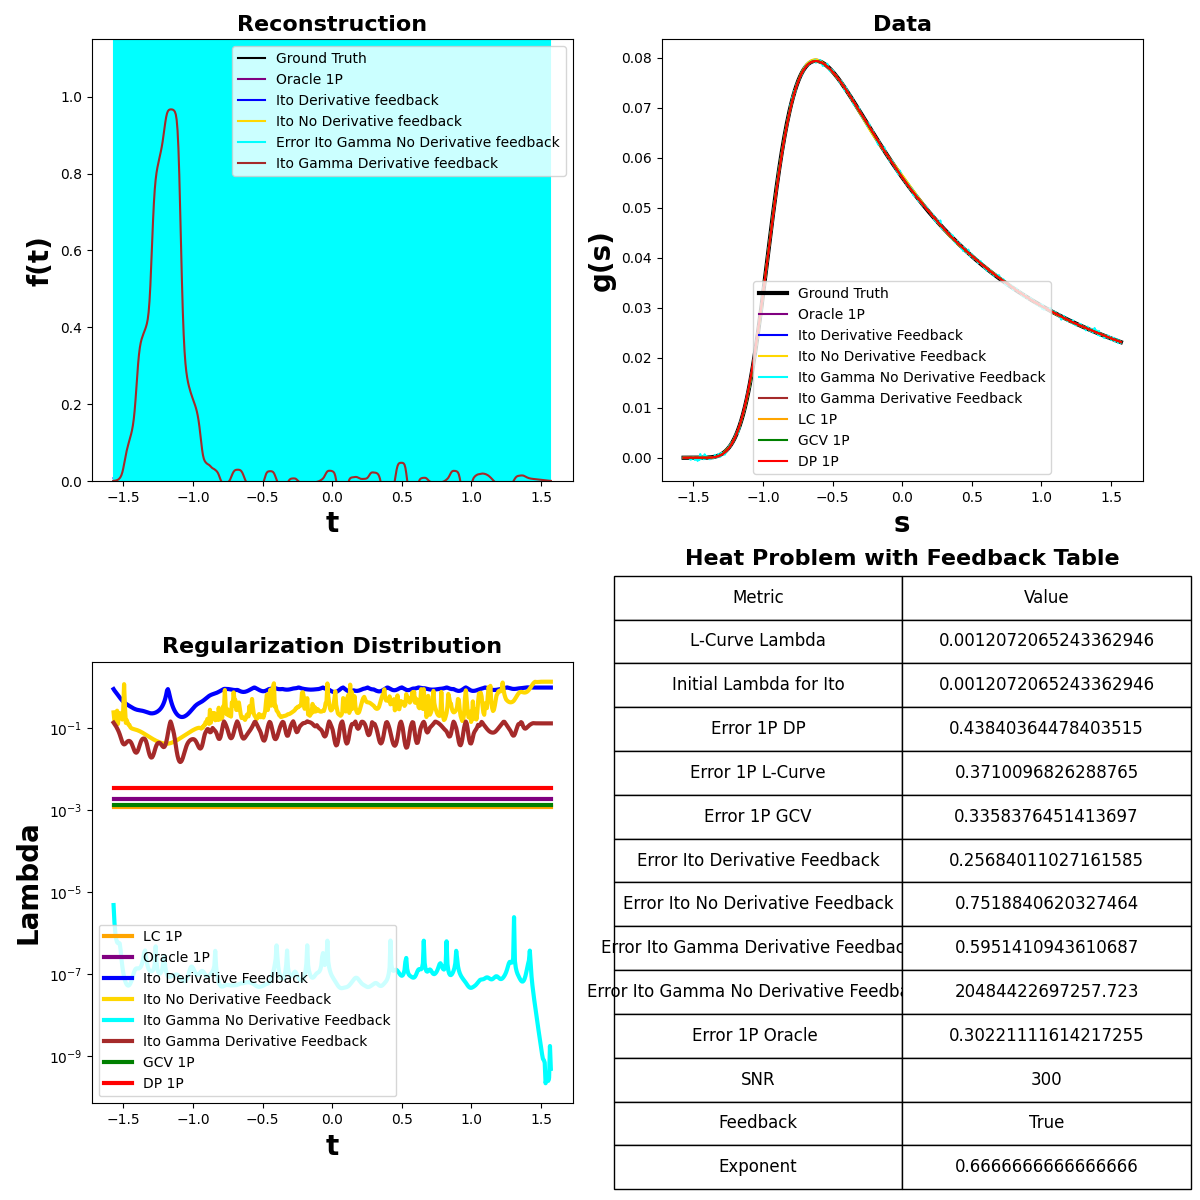 Reconstruction
f(t)
1.0
0.8
0.6
0.4
0.2
0.0
Ground Truth
Oracle 1P
Ito Derivative feedback
Ito No Derivative feedback
Error Ito Gamma No Derivative feedback
Ito Gamma Derivative feedback
−1.5 −1.0 −0.5 0.0 0.5 1.0 1.5
t
Data
g(s)
0.08
0.07
0.06
0.05
0.04
0.03
0.02
0.01
0.00
Ground Truth
Oracle 1P
Ito Derivative Feedback
Ito No Derivative Feedback
Ito Gamma No Derivative Feedback
Ito Gamma Derivative Feedback
LC 1P
GCV 1P
DP 1P
−1.5 −1.0 −0.5 0.0 0.5 1.0 1.5
s
Regularization Distribution
Lambda
10⁻¹
10⁻³
10⁻⁵
10⁻⁷
10⁻⁹
LC 1P
Oracle 1P
Ito Derivative Feedback
Ito No Derivative Feedback
Ito Gamma No Derivative Feedback
Ito Gamma Derivative Feedback
GCV 1P
DP 1P
−1.5 −1.0 −0.5 0.0 0.5 1.0 1.5
t
Heat Problem with Feedback Table
Metric Value
L-Curve Lambda 0.0012072065243362946
Initial Lambda for Ito 0.0012072065243362946
Error 1P DP 0.43840364478403515
Error 1P L-Curve 0.3710096826288765
Error 1P GCV 0.3358376451413697
Error Ito Derivative Feedback 0.25684011027161585
Error Ito No Derivative Feedback 0.7518840620327464
Error Ito Gamma Derivative Feedbac 0.5951410943610687
Error Ito Gamma No Derivative Feedba 20484422697257.723
Error 1P Oracle 0.30221111614217255
SNR 300
Feedback True
Exponent 0.6666666666666666